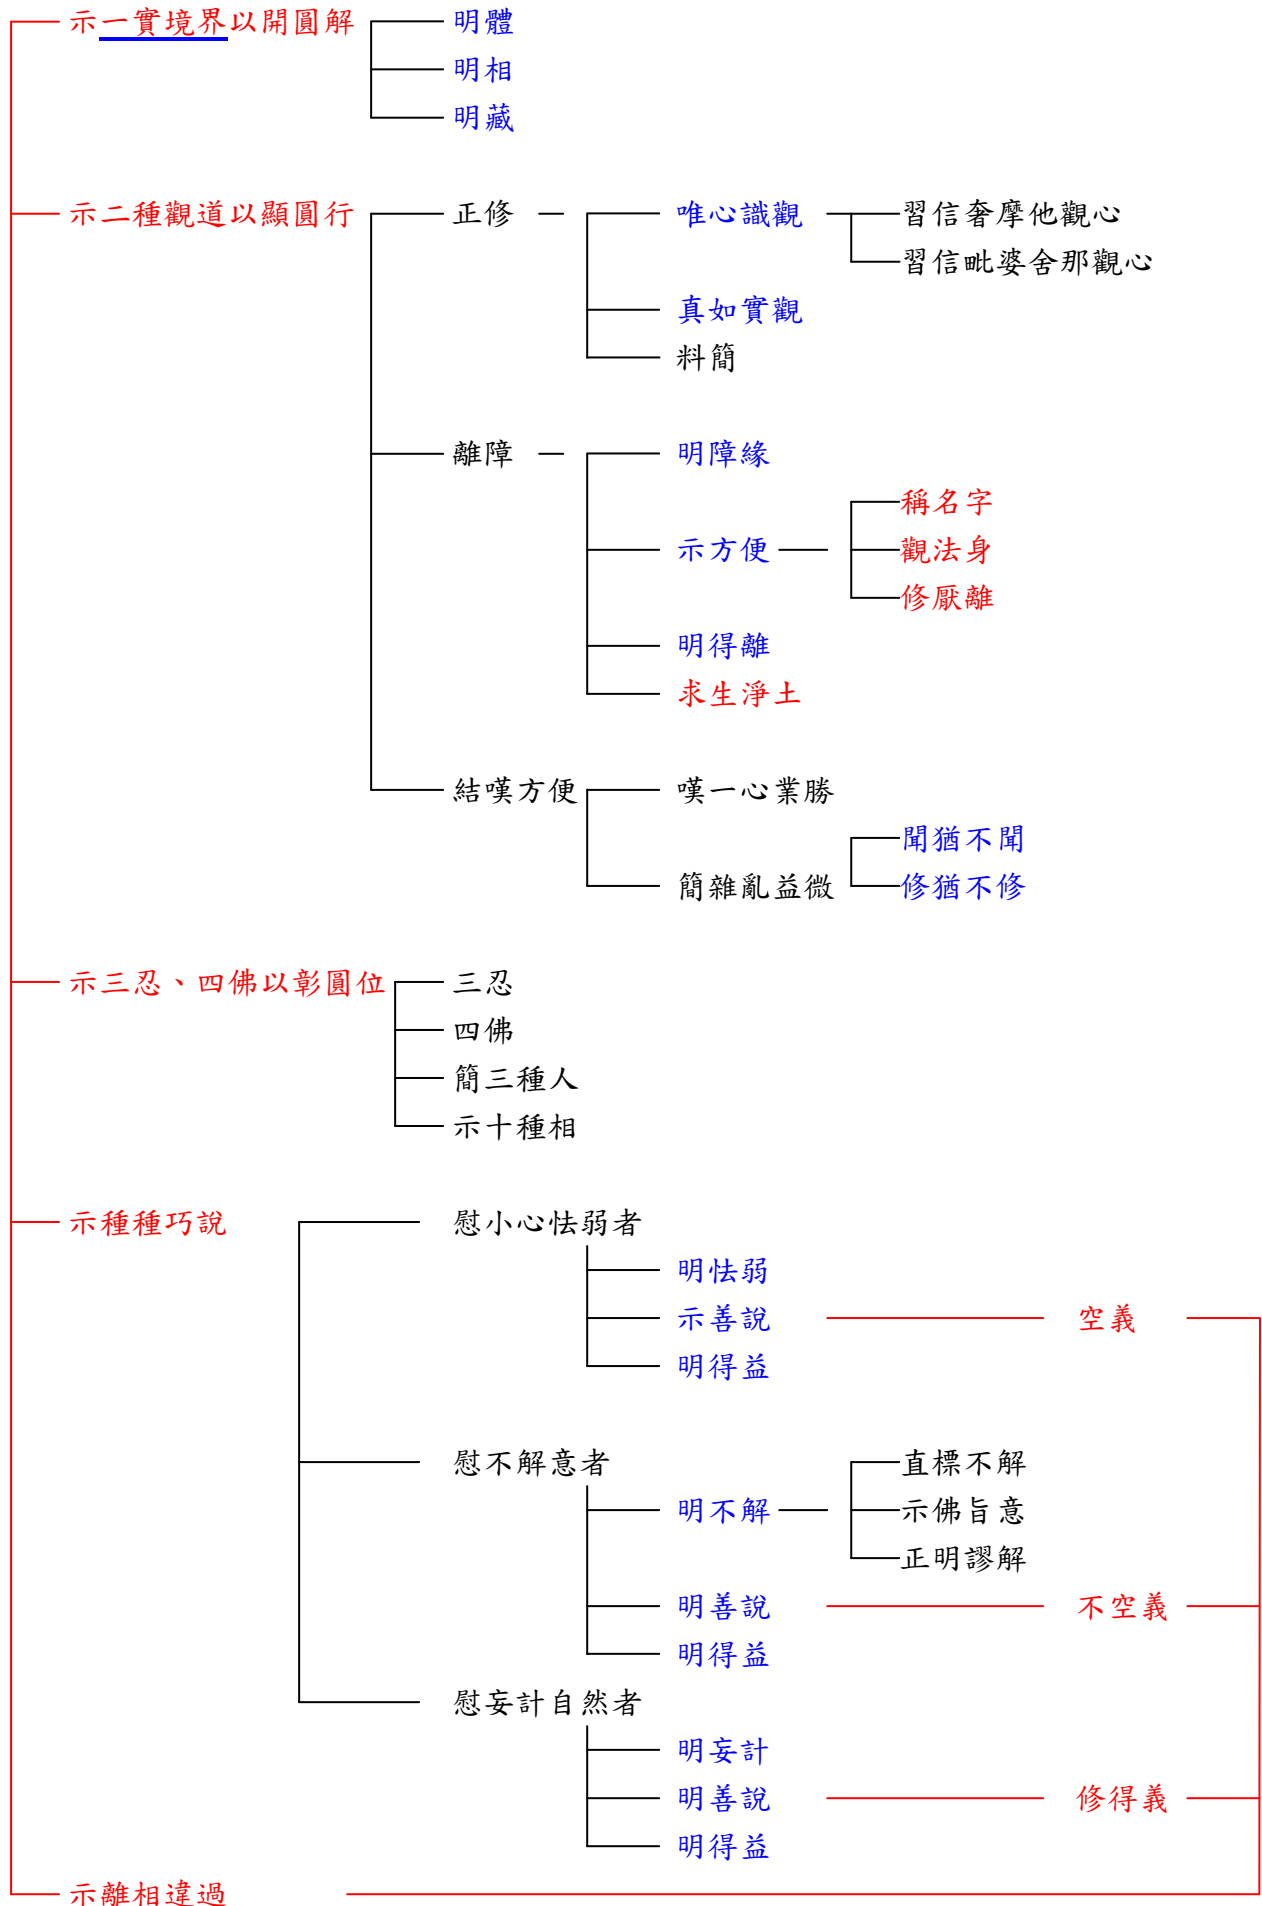 示一實境界以開圓解
明體
明相
明藏
示二種觀道以顯圓行
正修
唯心識觀
習信奢摩他觀心
習信毗婆舍那觀心
真如實觀
料簡
離障
明障緣
示方便
稱名字
觀法身
修厭離
明得離
求生淨土
結嘆方便
嘆一心業勝
簡雜亂益微
聞猶不聞
修猶不修
示三忍、四佛以彰圓位
三忍
四佛
簡三種人
示十種相
示種種巧說
慰小心怯弱者
明怯弱
示善說
空義
明得益
慰不解意者
明不解
直標不解
示佛旨意
正明謬解
明善說
不空義
明得益
慰妄計自然者
明妄計
明善說
修得義
明得益
示離相違過